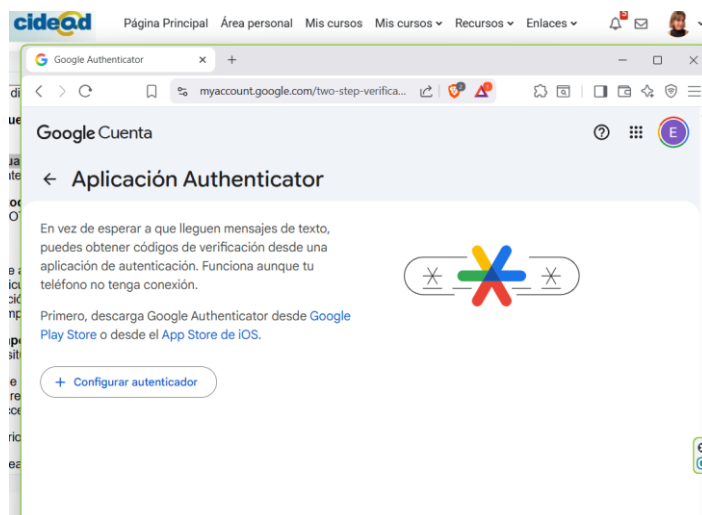 cidead
Página Principal Área personal Mis cursos Mis cursos Recursos Enlaces
Google Authenticator
myaccount.google.com/two-step-verifica...
Google Cuenta
E
Aplicación Authenticator
En vez de esperar a que lleguen mensajes de texto,
puedes obtener códigos de verificación desde una
aplicación de autenticación. Funciona aunque tu
teléfono no tenga conexión.
Primero, descarga Google Authenticator desde Google
Play Store o desde el App Store de iOS.
+ Configurar autenticador